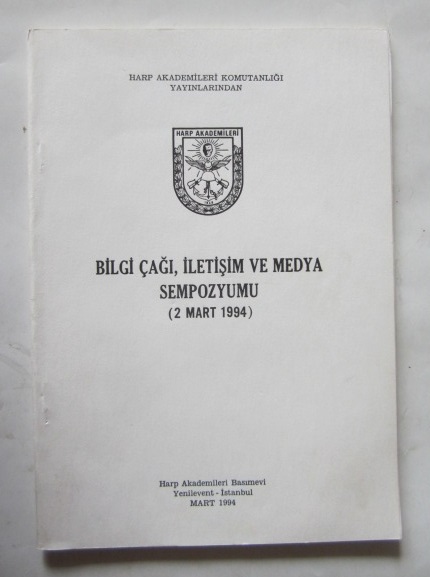 HARP AKADEMİLERİ KOMUTANLIĞI
YAYINLARINDAN
HARP AKADEMİLERİ
BİLGİ ÇAĞI, İLETİŞİM VE MEDYA
SEMPOZYUMU
(2 MART 1994)
Harp Akademileri Basımevi
Yenilevent - İstanbul
MART 1994